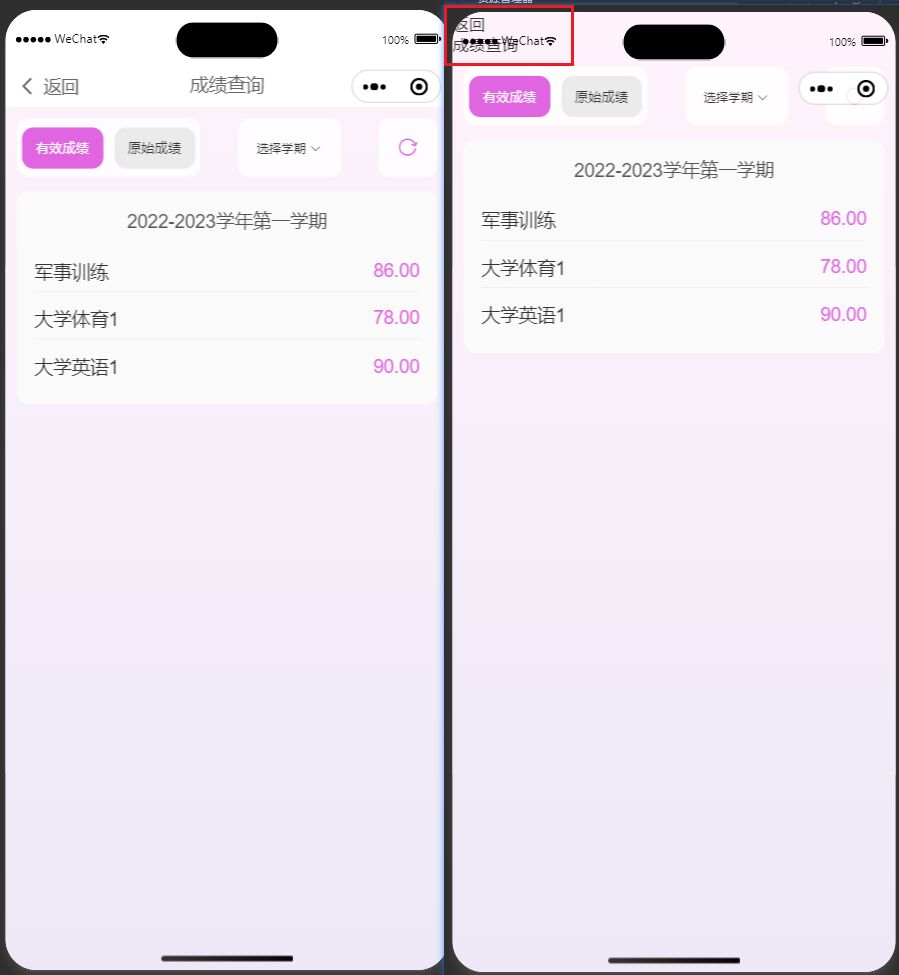 ●●●●● WeChat
100%
返回
成绩查询
有效成绩
原始成绩
选择学期
2022-2023学年第一学期
军事训练
86.00
大学体育1
78.00
大学英语1
90.00
返回
成绩查询
WeChat
100%
有效成绩
原始成绩
选择学期
2022-2023学年第一学期
军事训练
86.00
大学体育1
78.00
大学英语1
90.00